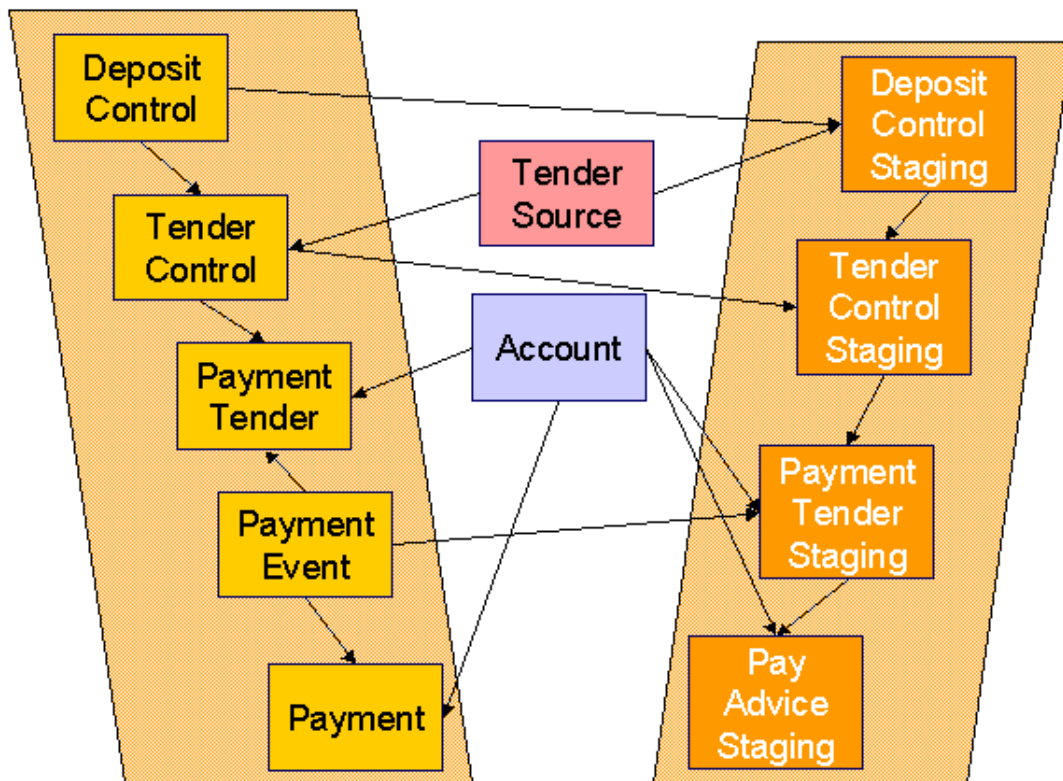 Deposit
Control
Tender
Control
Payment
Tender
Payment
Event
Payment
Tender
Source
Account
Deposit
Control
Staging
Tender
Control
Staging
Payment
Tender
Staging
Pay
Advice
Staging